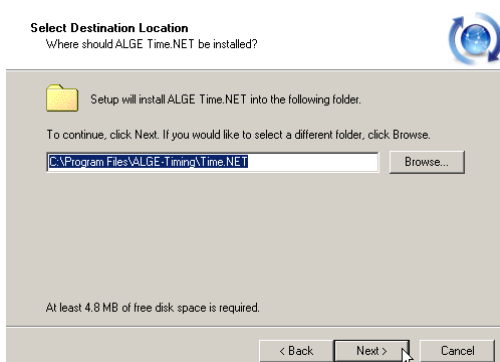 Select Destination Location
Where should ALGE Time.NET be installed?
Setup will install ALGE Time.NET into the following folder.
To continue, click Next. If you would like to select a different folder, click Browse.
C:\Program Files\ALGE-Timing\Time.NET
Browse...
At least 4.8 MB of free disk space is required.
< Back
Next >
Cancel